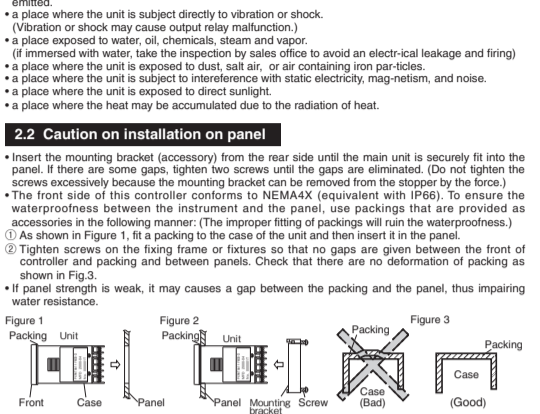 emitted.
• a place where the unit is subject directly to vibration or shock.
(Vibration or shock may cause output relay malfunction.)
• a place exposed to water, oil, chemicals, steam and vapor.
(if immersed with water, take the inspection by sales office to avoid an electr-ical leakage and firing)
• a place where the unit is exposed to dust, salt air, or air containing iron par-ticles.
• a place where the unit is subject to intereference with static electricity, mag-netism, and noise.
• a place where the unit is exposed to direct sunlight.
• a place where the heat may be accumulated due to the radiation of heat.
2.2 Caution on installation on panel
• Insert the mounting bracket (accessory) from the rear side until the main unit is securely fit into the
panel. If there are some gaps, tighten two screws until the gaps are eliminated. (Do not tighten the
screws excessively because the mounting bracket can be removed from the stopper by the force.)
• The front side of this controller conforms to NEMA4X (equivalent with IP66). To ensure the
waterproofness between the instrument and the panel, use packings that are provided as
accessories in the following manner: (The improper fitting of packings will ruin the waterproofness.)
① As shown in Figure 1, fit a packing to the case of the unit and then insert it in the panel.
② Tighten screws on the fixing frame or fixtures so that no gaps are given between the front of
controller and packing and between panels. Check that there are no deformation of packing as
shown in Fig.3.
• If panel strength is weak, it may causes a gap between the packing and the panel, thus impairing
water resistance.
Figure 1
Packing Unit
Front Case Panel
Figure 2
Packing Unit
Panel Mounting bracket Screw
Figure 3
Packing
Case
(Bad)
Packing
Case
(Good)